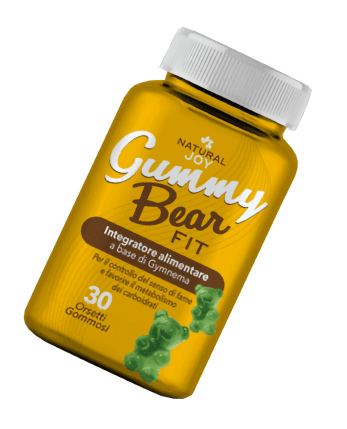 NATURAL
JOY
Gummy
Bear
FIT
Integratore alimentare
a base di Gymnema
Per il controllo del senso di fame
e favorire il metabolismo
dei carboidrati
30
Orsetti
Gommosi